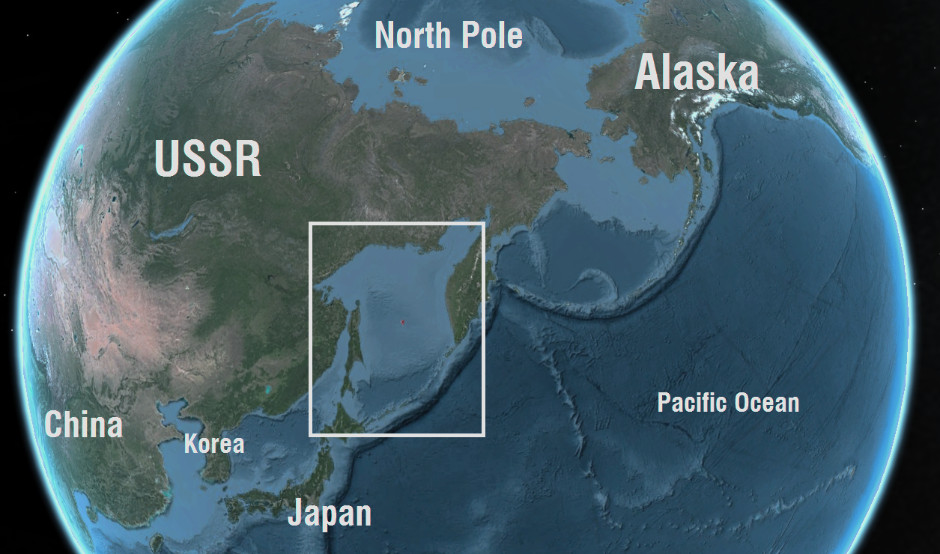 North Pole
Alaska
USSR
Pacific Ocean
China
Korea
Japan